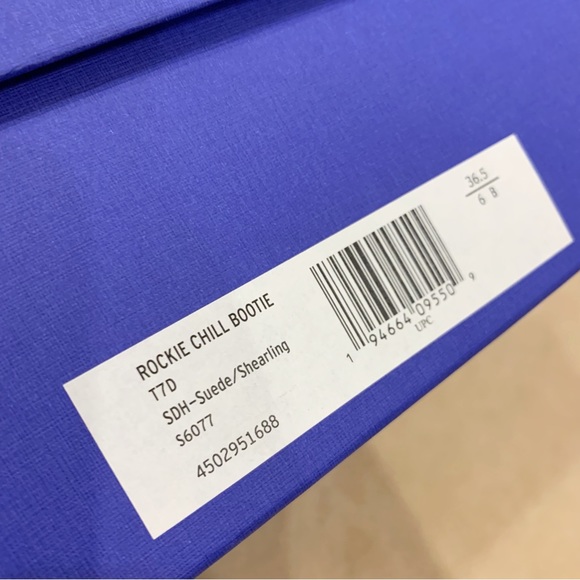 ROCKIE CHILL BOOTIE
T7D
SDH-Suede/Shearling
S6077
4502951688
1 94664 09550 9
UPC
36.5
6 B